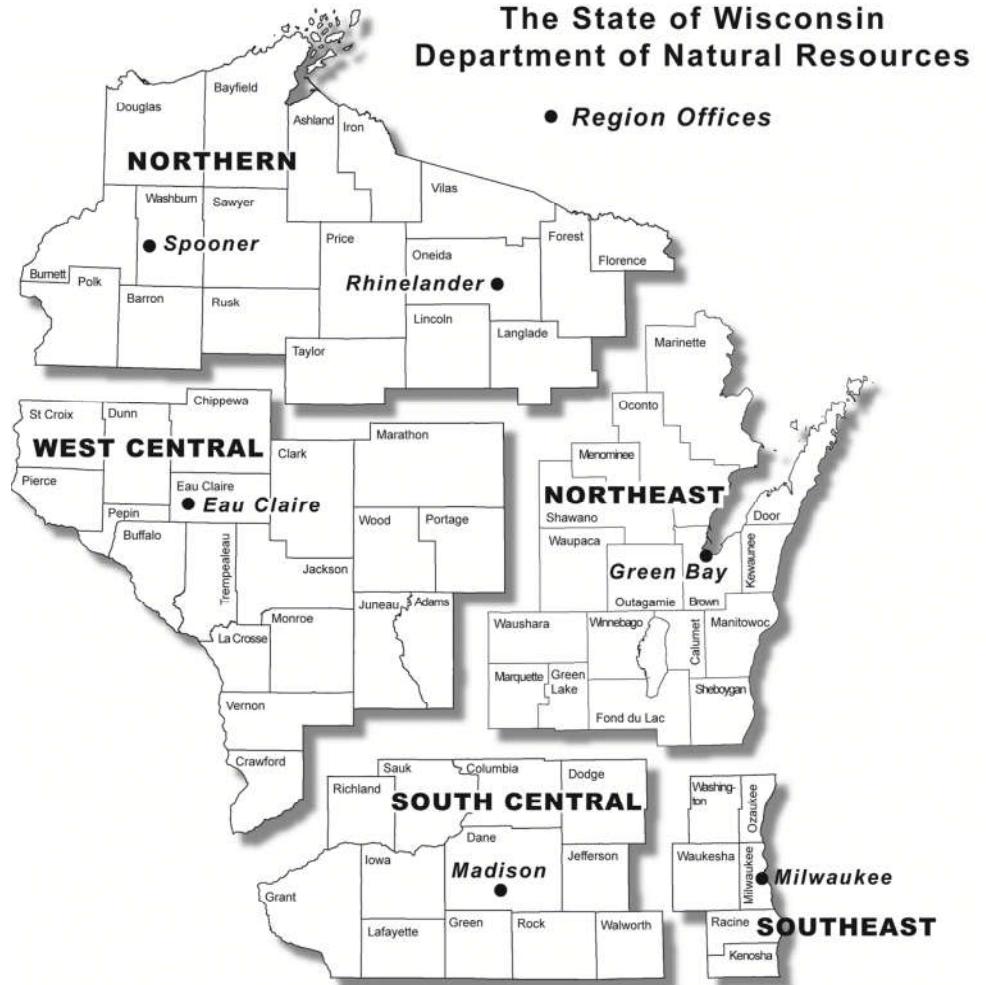 The State of Wisconsin
Department of Natural Resources
● Region Offices
Douglas
Bayfield
Ashland
Iron
NORTHERN
Vilas
Washburn
Sawyer
Spooner
Price
Forest
Oneida
Florence
Burnett
Polk
Rhinelander
Barron
Rusk
Lincoln
Langlade
Taylor
Marinette
Chippewa
St Croix
Dunn
WEST CENTRAL
Marathon
Clark
Pierce
Eau Claire
Eau Claire
Pepin
Buffalo
Wood
Portage
Trempealeau
Jackson
Juneau
Adams
Monroe
La Crosse
Vernon
Crawford
Oconto
Menominee
NORTHEAST
Shawano
Door
Waupaca
Green Bay
Kewaunee
Outagamie
Brown
Waushara
Winnebago
Calumet
Manitowoc
Marquette
Green
Lake
Sheboygan
Fond du Lac
Sauk
Columbia
Dodge
Richland
SOUTH CENTRAL
Dane
Iowa
Jefferson
Madison
Grant
Lafayette
Green
Rock
Walworth
Washing-
ton
Ozaukee
Waukesha
Milwaukee
Milwaukee
Racine
SOUTHEAST
Kenosha